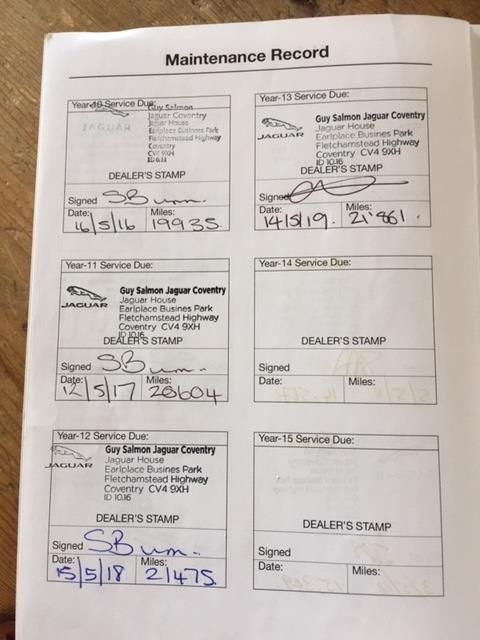 Maintenance Record
Year-10 Service Due:
Guy Salmon
Jaguar Coventry
JAGUAR
Jaguar House
Earlplace Business Park
Fletchamstead Highway
Coventry
CV4 9XH
DEALER'S STAMP
Signed
Date: Miles:
16/5/16 19935
Year-11 Service Due:
Guy Salmon Jaguar Coventry
JAGUAR
Jaguar House
Earlplace Busines Park
Fletchamstead Highway
Coventry CV4 9XH
ID 10.16
DEALER'S STAMP
Signed
Date: Miles:
12/5/17 20604
Year-12 Service Due:
Guy Salmon Jaguar Coventry
JAGUAR
Jaguar House
Earlplace Busines Park
Fletchamstead Highway
Coventry CV4 9XH
ID 10.16
DEALER'S STAMP
Signed
Date: Miles:
15/5/18 21475
Year-13 Service Due:
Guy Salmon Jaguar Coventry
JAGUAR
Jaguar House
Earlplace Busines Park
Fletchamstead Highway
Coventry CV4 9XH
ID 10.16
DEALER'S STAMP
Signed
Date: Miles:
14/5/19. 21861
Year-14 Service Due:
DEALER'S STAMP
Signed
Date: Miles:
Year-15 Service Due:
DEALER'S STAMP
Signed
Date: Miles: